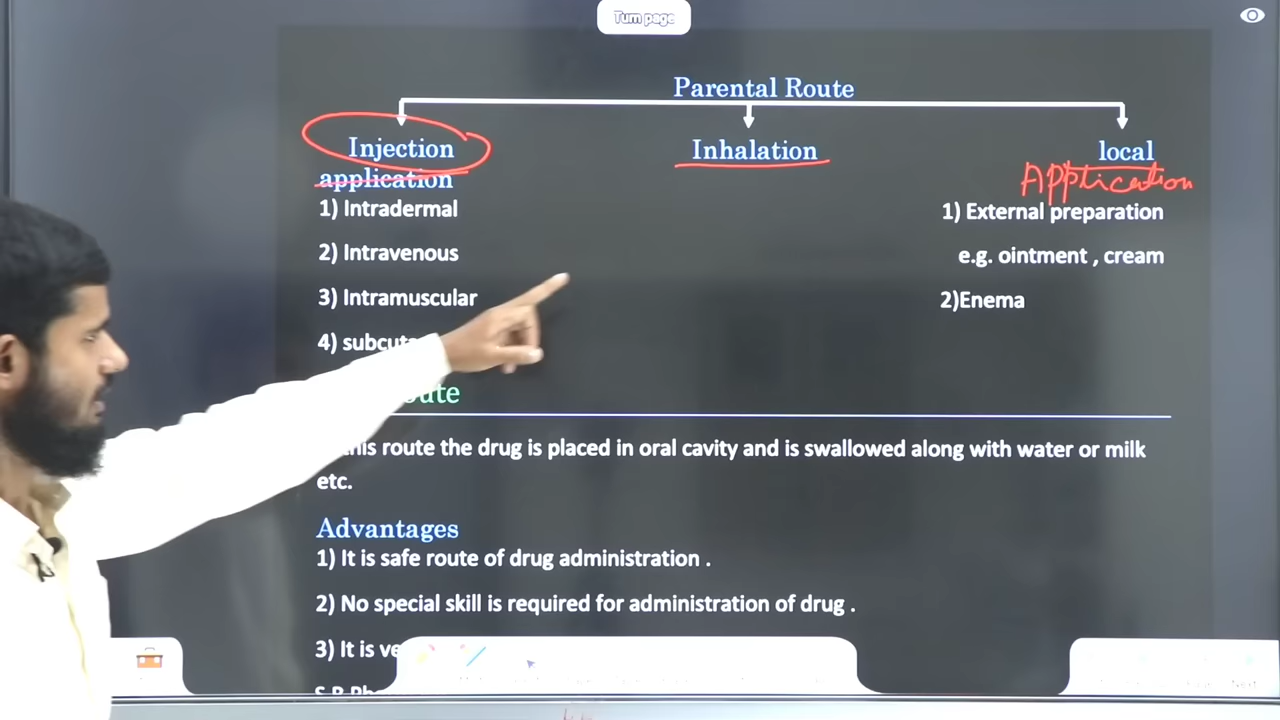 Turn page
Parental Route
Injection
application
Inhalation
local
Application
1) Intradermal
2) Intravenous
3) Intramuscular
4) subcuta
1) External preparation
e.g. ointment , cream
2)Enema
oute
his route the drug is placed in oral cavity and is swallowed along with water or milk
etc.
Advantages
1) It is safe route of drug administration .
2) No special skill is required for administration of drug .
3) It is ve